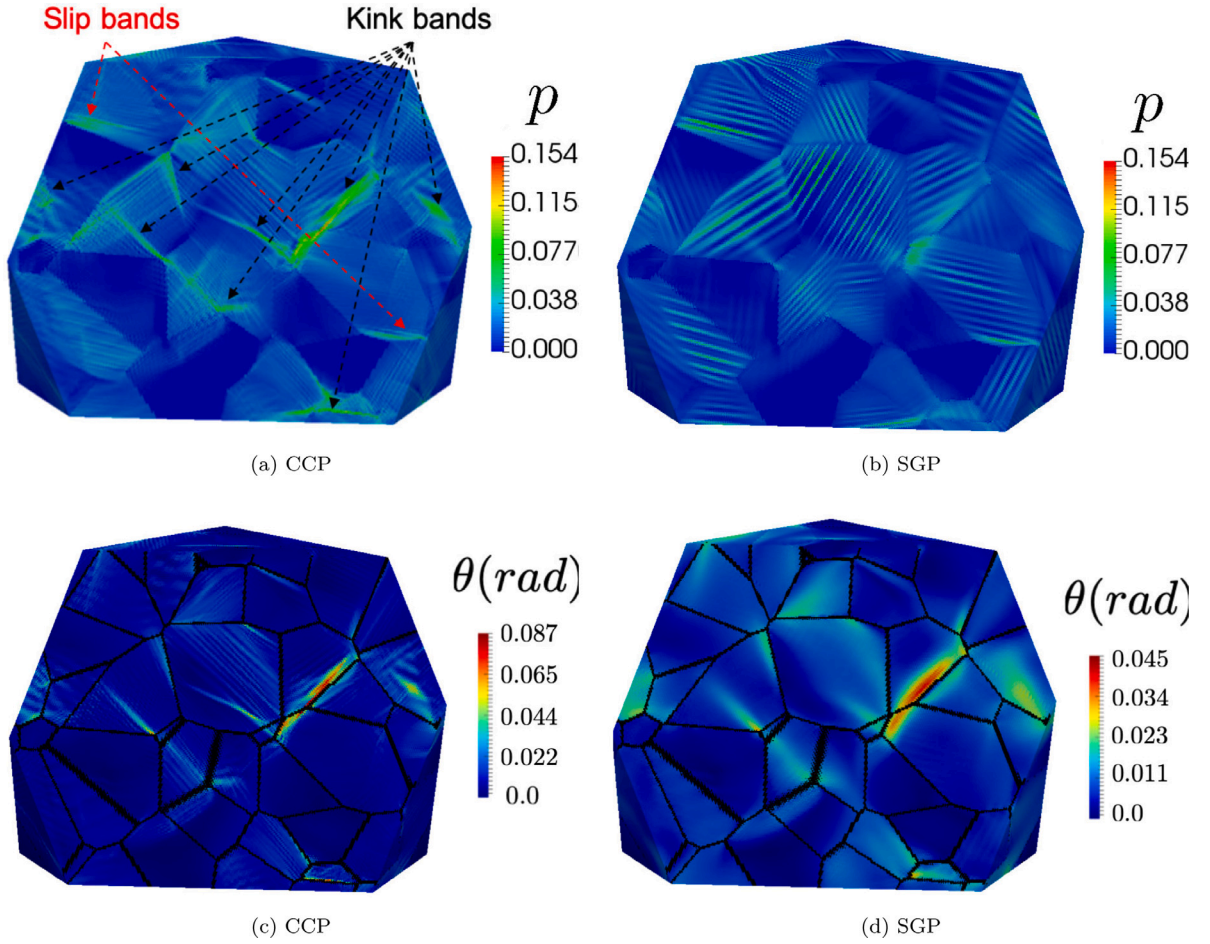 Slip bands
Kink bands
p
0.154
0.115
0.077
0.038
0.000
p
0.154
0.115
0.077
0.038
0.000
(a) CCP
(b) SGP
θ(rad)
0.087
0.065
0.044
0.022
0.0
θ(rad)
0.045
0.034
0.023
0.011
0.0
(c) CCP
(d) SGP